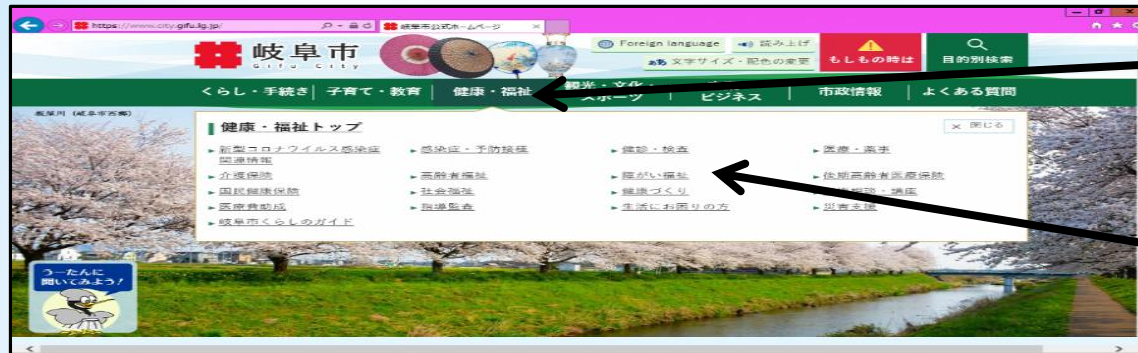 https://www.city.gifu.lg.jp/
岐阜市公式ホームページ
岐阜市
Gifu City
Foreign language
読み上げ
ああ 文字サイズ・配色の変更
もしもの時は
目的別検索
くらし・手続き
子育て・教育
健康・福祉
観光・文化・
スポーツ
ビジネス
市政情報
よくある質問
健康・福祉トップ
× 閉じる
新型コロナウイルス感染症
関連情報
感染症・予防接種
健診・検査
医療・薬事
介護保険
高齢者福祉
障がい福祉
後期高齢者医療保険
国民健康保険
社会福祉
健康づくり
・講座
医療費助成
指導監査
生活にお困りの方
災害支援
岐阜市くらしのガイド
うーたんに
聞いてみよう!